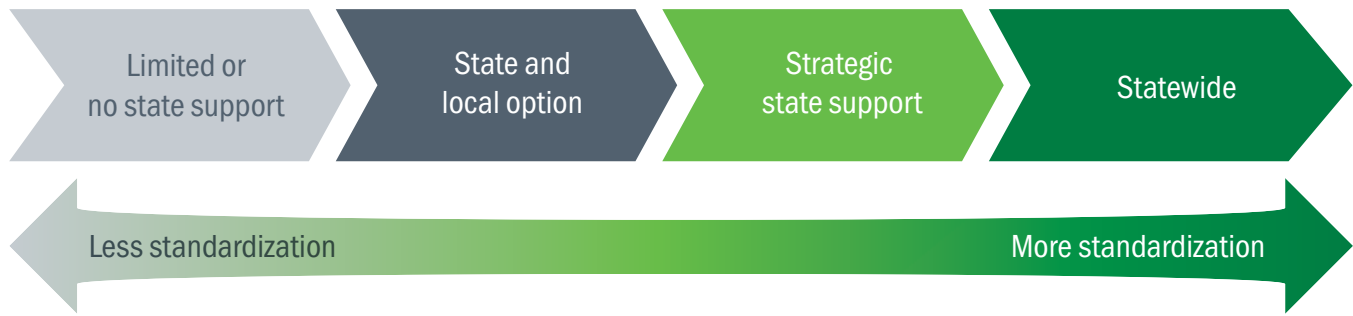 Limited or
no state support
State and
local option
Strategic
state support
Statewide
Less standardization
More standardization